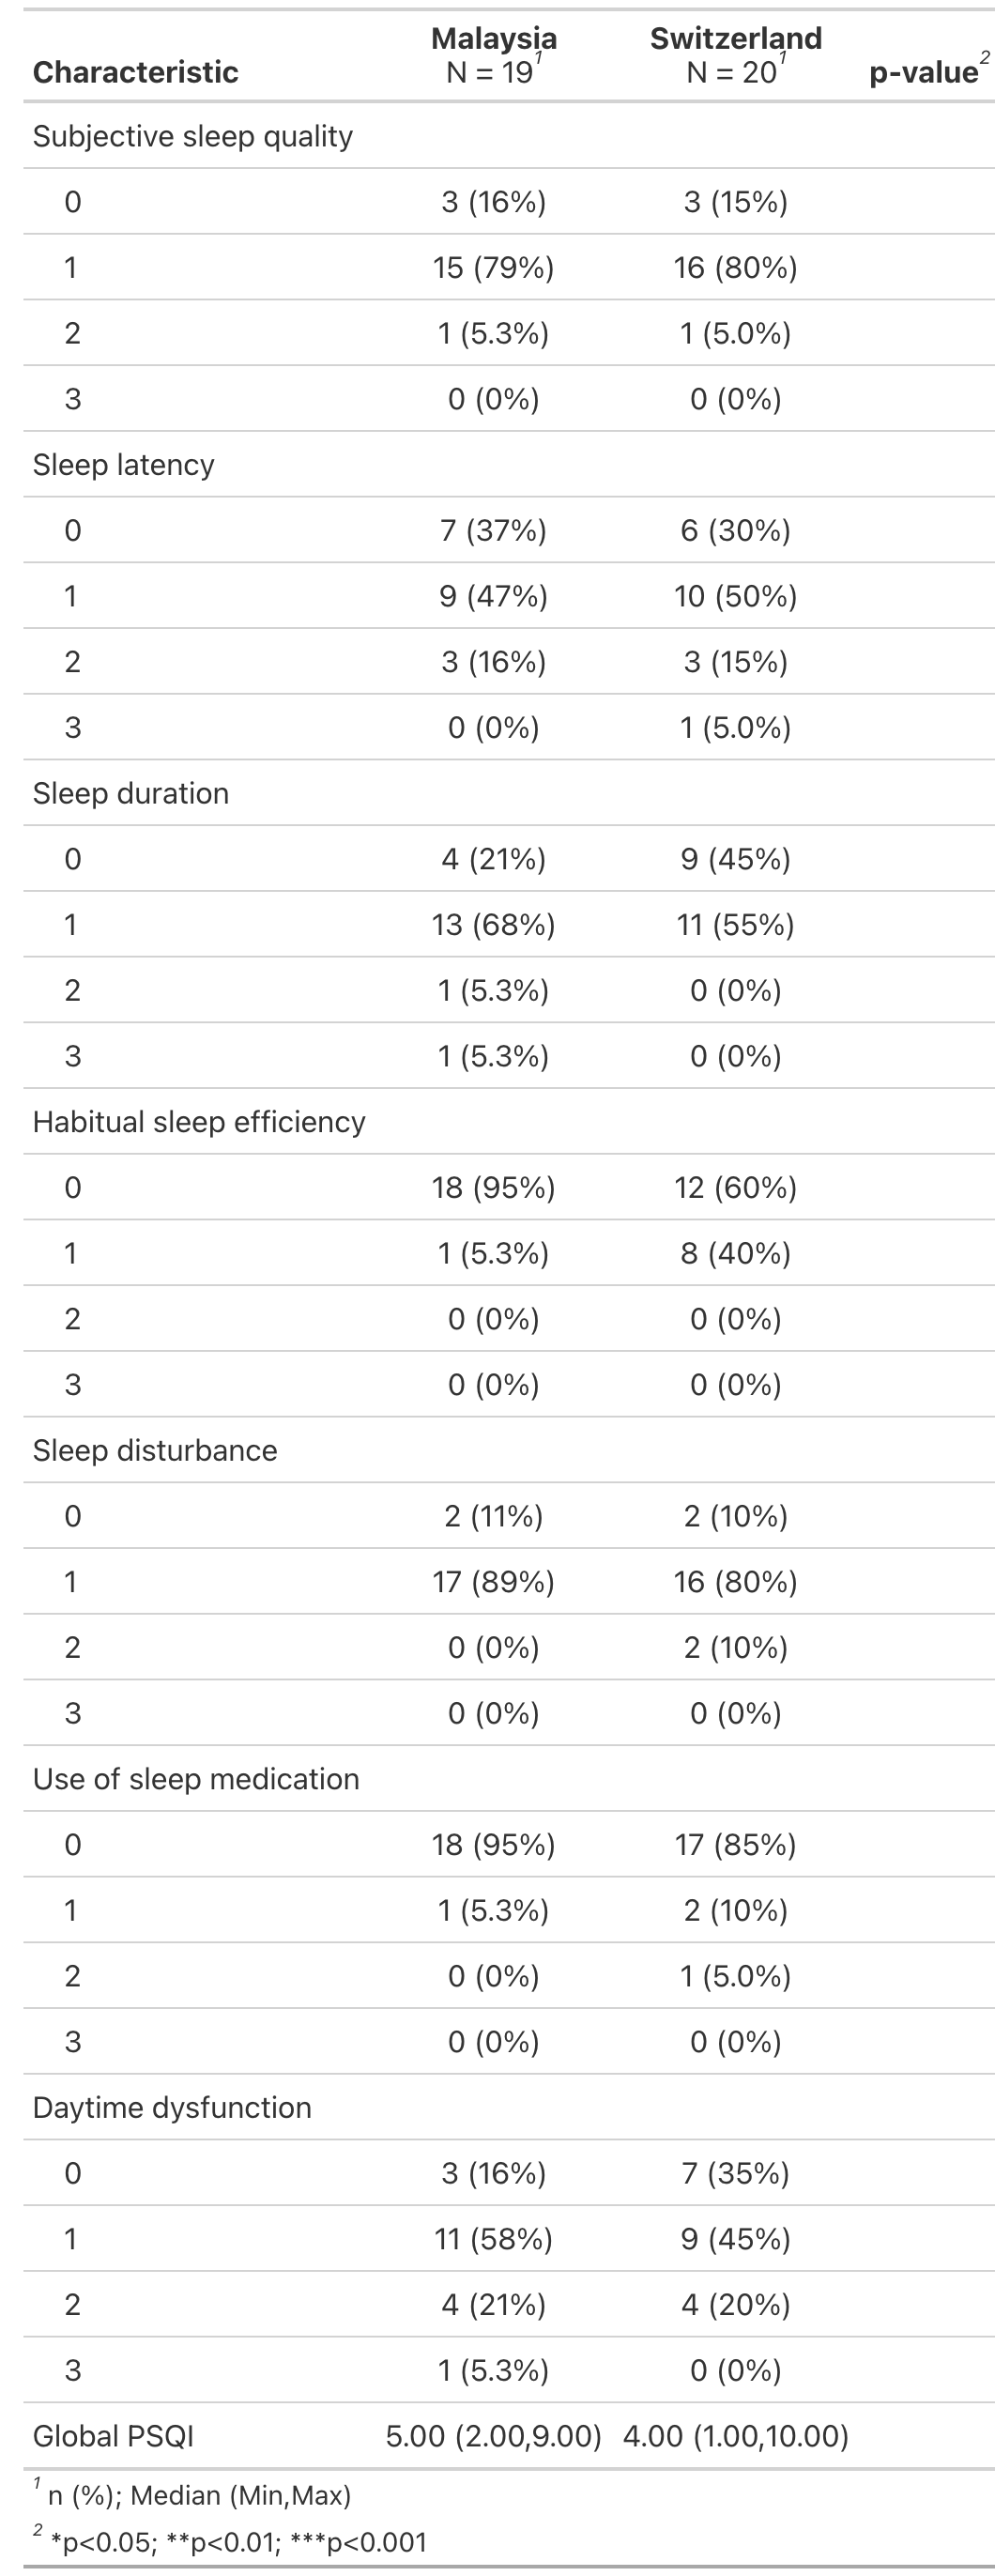 Characteristic Malaysia N = 19¹ Switzerland N = 20¹ p-value²
Subjective sleep quality
0 3 (16%) 3 (15%)
1 15 (79%) 16 (80%)
2 1 (5.3%) 1 (5.0%)
3 0 (0%) 0 (0%)
Sleep latency
0 7 (37%) 6 (30%)
1 9 (47%) 10 (50%)
2 3 (16%) 3 (15%)
3 0 (0%) 1 (5.0%)
Sleep duration
0 4 (21%) 9 (45%)
1 13 (68%) 11 (55%)
2 1 (5.3%) 0 (0%)
3 1 (5.3%) 0 (0%)
Habitual sleep efficiency
0 18 (95%) 12 (60%)
1 1 (5.3%) 8 (40%)
2 0 (0%) 0 (0%)
3 0 (0%) 0 (0%)
Sleep disturbance
0 2 (11%) 2 (10%)
1 17 (89%) 16 (80%)
2 0 (0%) 2 (10%)
3 0 (0%) 0 (0%)
Use of sleep medication
0 18 (95%) 17 (85%)
1 1 (5.3%) 2 (10%)
2 0 (0%) 1 (5.0%)
3 0 (0%) 0 (0%)
Daytime dysfunction
0 3 (16%) 7 (35%)
1 11 (58%) 9 (45%)
2 4 (21%) 4 (20%)
3 1 (5.3%) 0 (0%)
Global PSQI 5.00 (2.00,9.00) 4.00 (1.00,10.00)
¹ n (%); Median (Min,Max)
² *p<0.05; **p<0.01; ***p<0.001